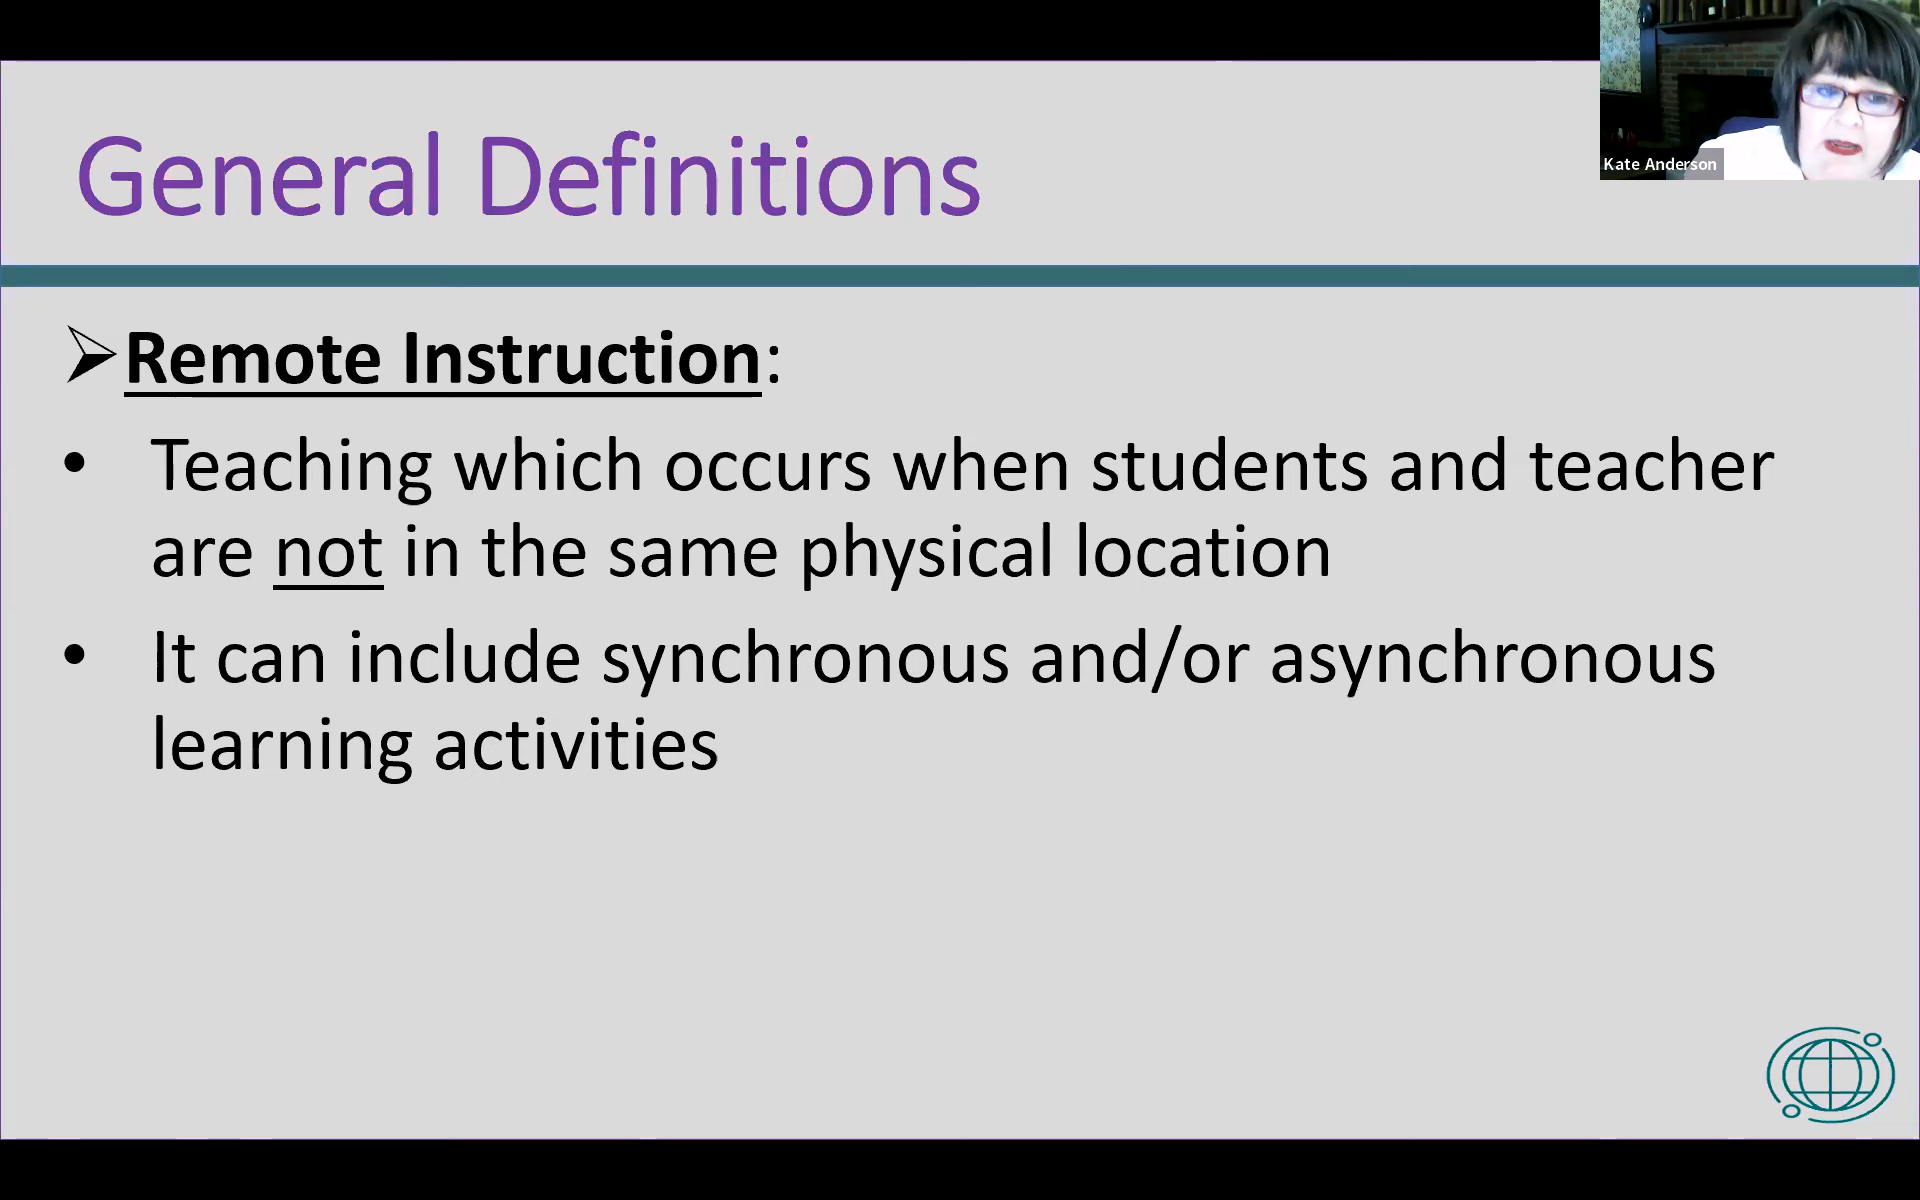 General Definitions
Kate Anderson
Remote Instruction:
• Teaching which occurs when students and teacher
are not in the same physical location
• It can include synchronous and/or asynchronous
learning activities